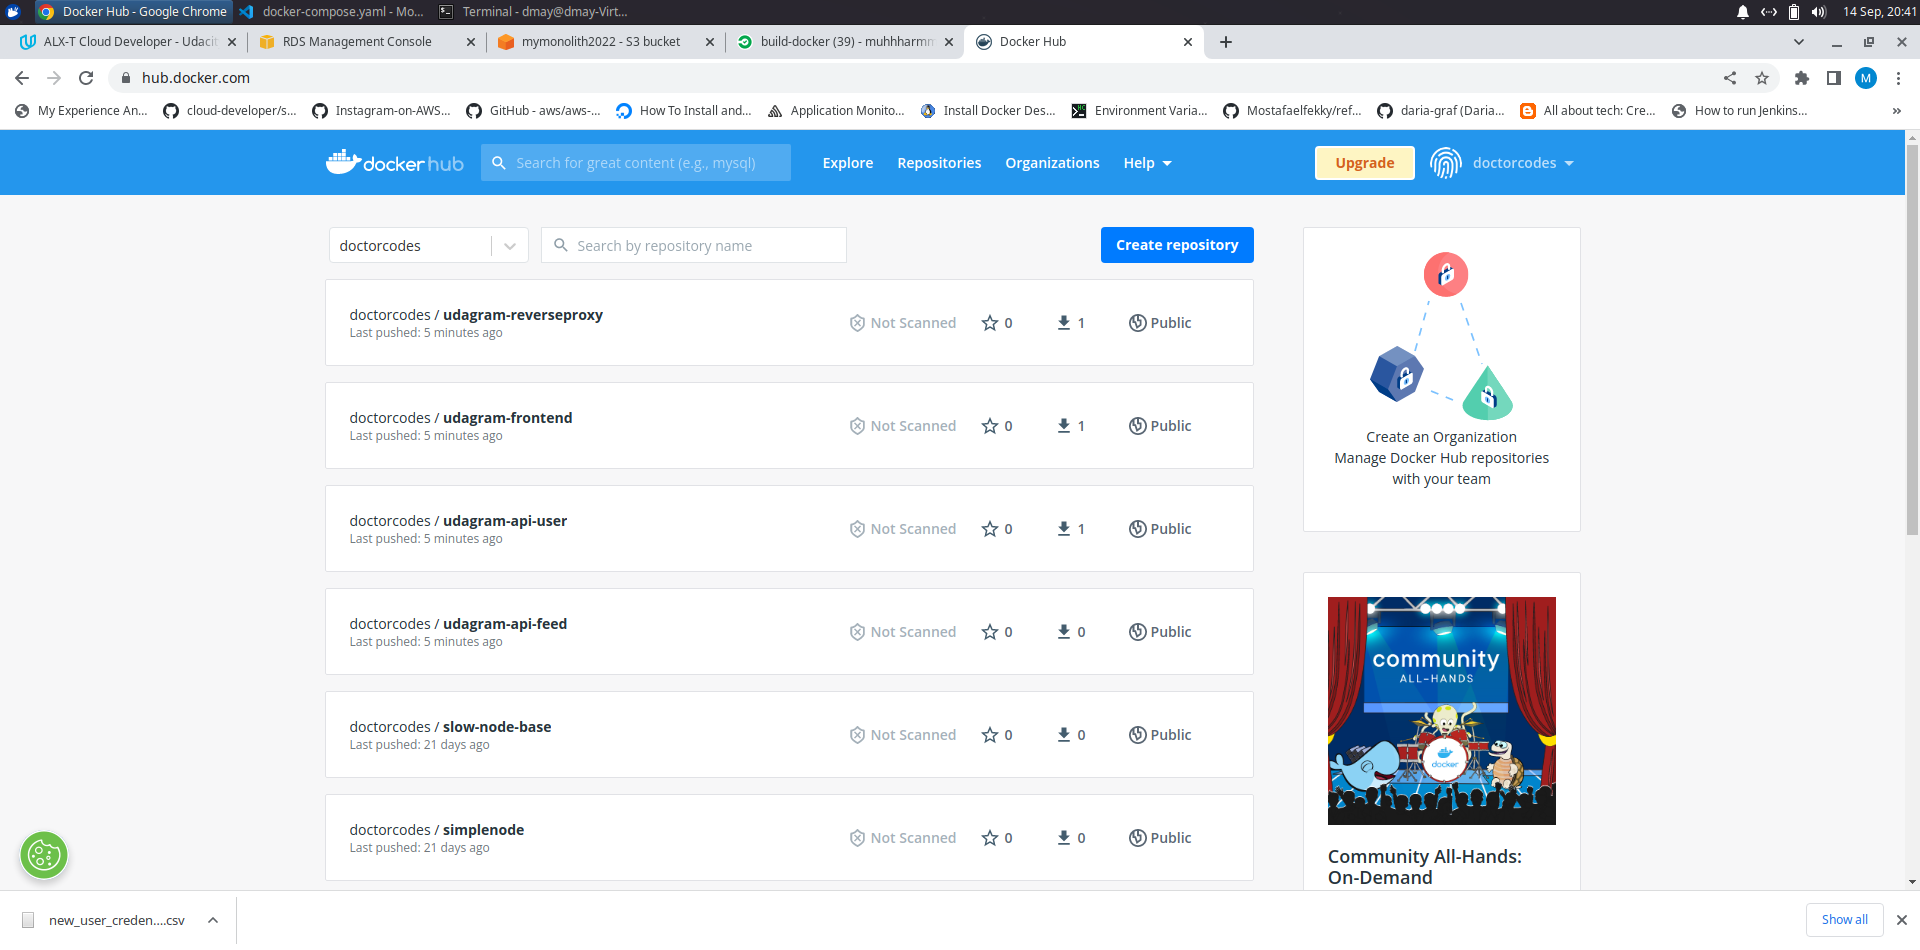 Docker Hub - Google Chrome
docker-compose.yaml - Mo...
Terminal - dmay@dmay-Virt...
14 Sep, 20:41
ALX-T Cloud Developer - Udacit
RDS Management Console
mymonolith2022 - S3 bucket
build-docker (39) - muhhharmm
Docker Hub
hub.docker.com
M
My Experience An...
cloud-developer/s...
Instagram-on-AWS...
GitHub - aws/aws-...
How To Install and...
Application Monito...
Install Docker Des...
Environment Varia...
Mostafaelfekky/ref...
daria-graf (Daria...
All about tech: Cre...
How to run Jenkins...
»
docker hub
Search for great content (e.g., mysql)
Explore
Repositories
Organizations
Help
Upgrade
doctorcodes
doctorcodes
Search by repository name
Create repository
doctorcodes / udagram-reverseproxy
Last pushed: 5 minutes ago
Not Scanned
0
1
Public
doctorcodes / udagram-frontend
Last pushed: 5 minutes ago
Not Scanned
0
1
Public
doctorcodes / udagram-api-user
Last pushed: 5 minutes ago
Not Scanned
0
1
Public
doctorcodes / udagram-api-feed
Last pushed: 5 minutes ago
Not Scanned
0
0
Public
doctorcodes / slow-node-base
Last pushed: 21 days ago
Not Scanned
0
0
Public
doctorcodes / simplenode
Last pushed: 21 days ago
Not Scanned
0
0
Public
Create an Organization
Manage Docker Hub repositories
with your team
community
ALL-HANDS
docker
Community All-Hands:
On-Demand
new_user_creden....csv
Show all